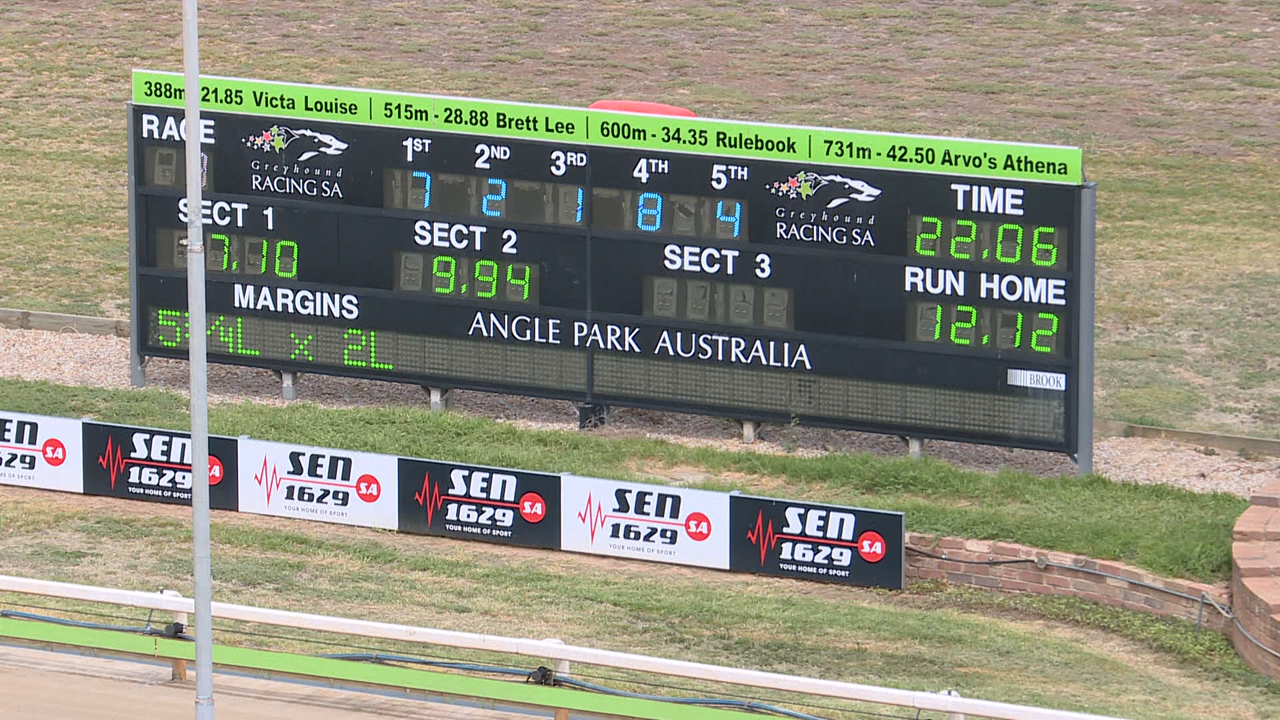 388m 21.85 Victa Louise | 515m - 28.88 Brett Lee | 600m - 34.35 Rulebook | 731m - 42.50 Arvo's Athena
RACE
Greyhound
RACING SA
1ST 2ND 3RD 4TH 5TH
7 2 1 8 4
Greyhound
RACING SA
TIME
22.06
SECT 1
7.10
SECT 2
9.94
SECT 3
RUN HOME
12.12
MARGINS
x 2L
ANGLE PARK AUSTRALIA
BROOK
SA
SEN
1629 SA
YOUR HOME OF SPORT
SEN
1629 SA
YOUR HOME OF SPORT
SEN
1629 SA
YOUR HOME OF SPORT
SEN
1629 SA
YOUR HOME OF SPORT
SEN
1629 SA
YOUR HOME OF SPORT